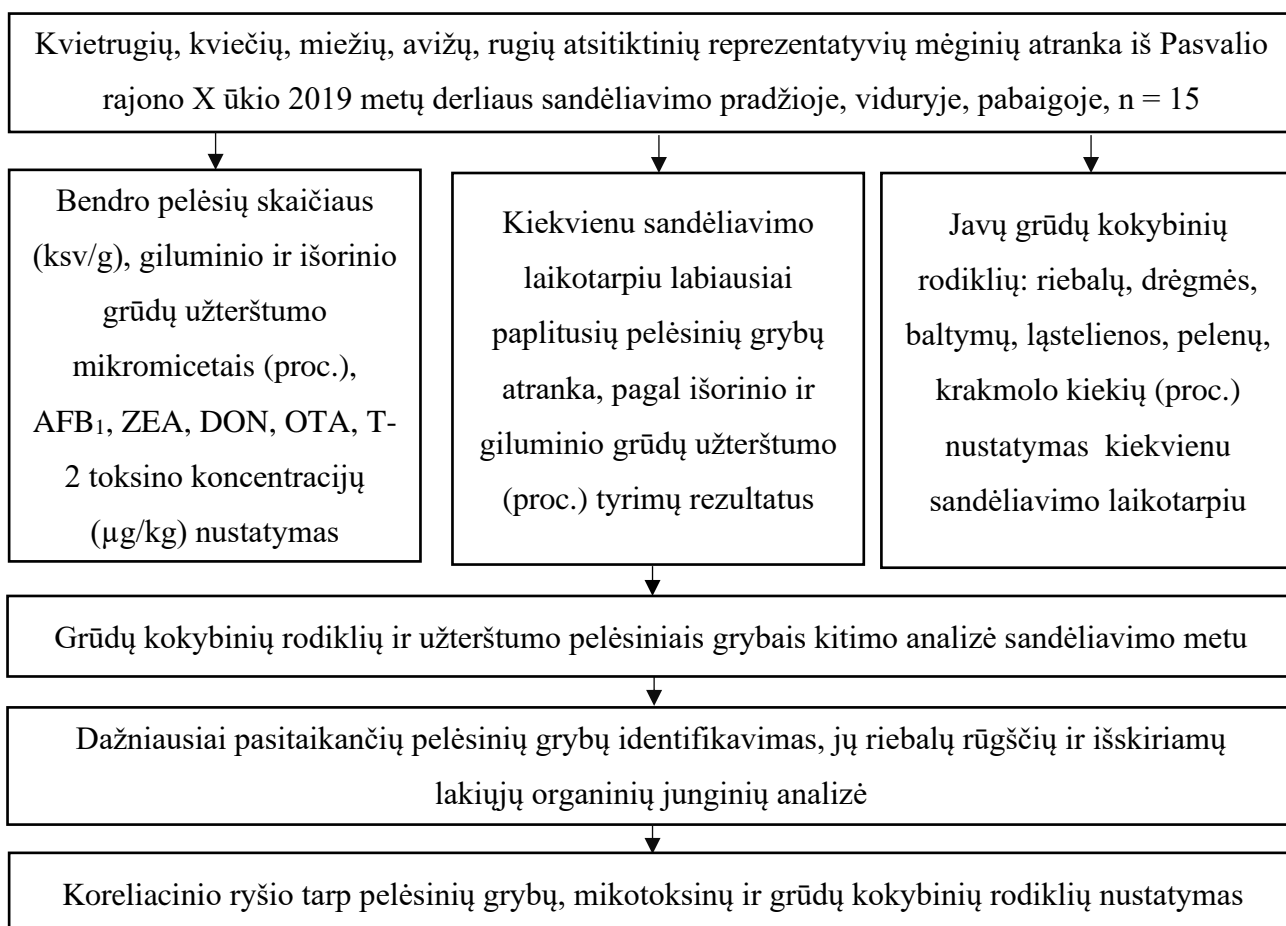 Kvietrugių, kviečių, miežių, avižų, rugių atsitiktinių reprezentatyvių mėginių atranka iš Pasvalio
rajono X ūkio 2019 metų derliaus sandėliavimo pradžioje, viduryje, pabaigoje, n = 15
Bendro pelėsių skaičiaus
(ksv/g), giluminio ir išorinio
grūdų užterštumo
mikromicetais (proc.),
AFB₁, ZEA, DON, OTA, T-
2 toksino koncentracijų
(µg/kg) nustatymas
Kiekvienu sandėliavimo
laikotarpiu labiausiai
paplitusių pelėsinių grybų
atranka, pagal išorinio ir
giluminio grūdų užterštumo
(proc.) tyrimų rezultatus
Javų grūdų kokybinių
rodiklių: riebalų, drėgmės,
baltymų, ląstelienos, pelenų,
krakmolo kiekių (proc.)
nustatymas kiekvienu
sandėliavimo laikotarpiu
Grūdų kokybinių rodiklių ir užterštumo pelėsiniais grybais kitimo analizė sandėliavimo metu
Dažniausiai pasitaikančių pelėsinių grybų identifikavimas, jų riebalų rūgščių ir išskiriamų
lakiųjų organinių junginių analizė
Koreliacinio ryšio tarp pelėsinių grybų, mikotoksinų ir grūdų kokybinių rodiklių nustatymas